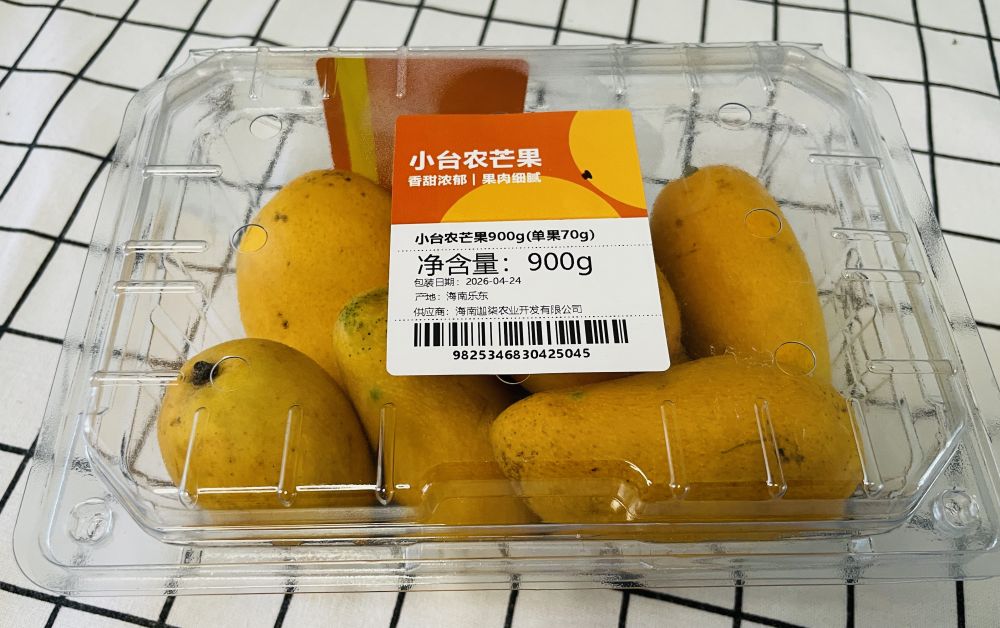 小台农芒果
香甜浓郁 | 果肉细腻
小台农芒果900g(单果70g)
净含量：900g
包装日期：2026-04-24
产地：海南乐东
供应商：海南迦柒农业开发有限公司
9825346830425045